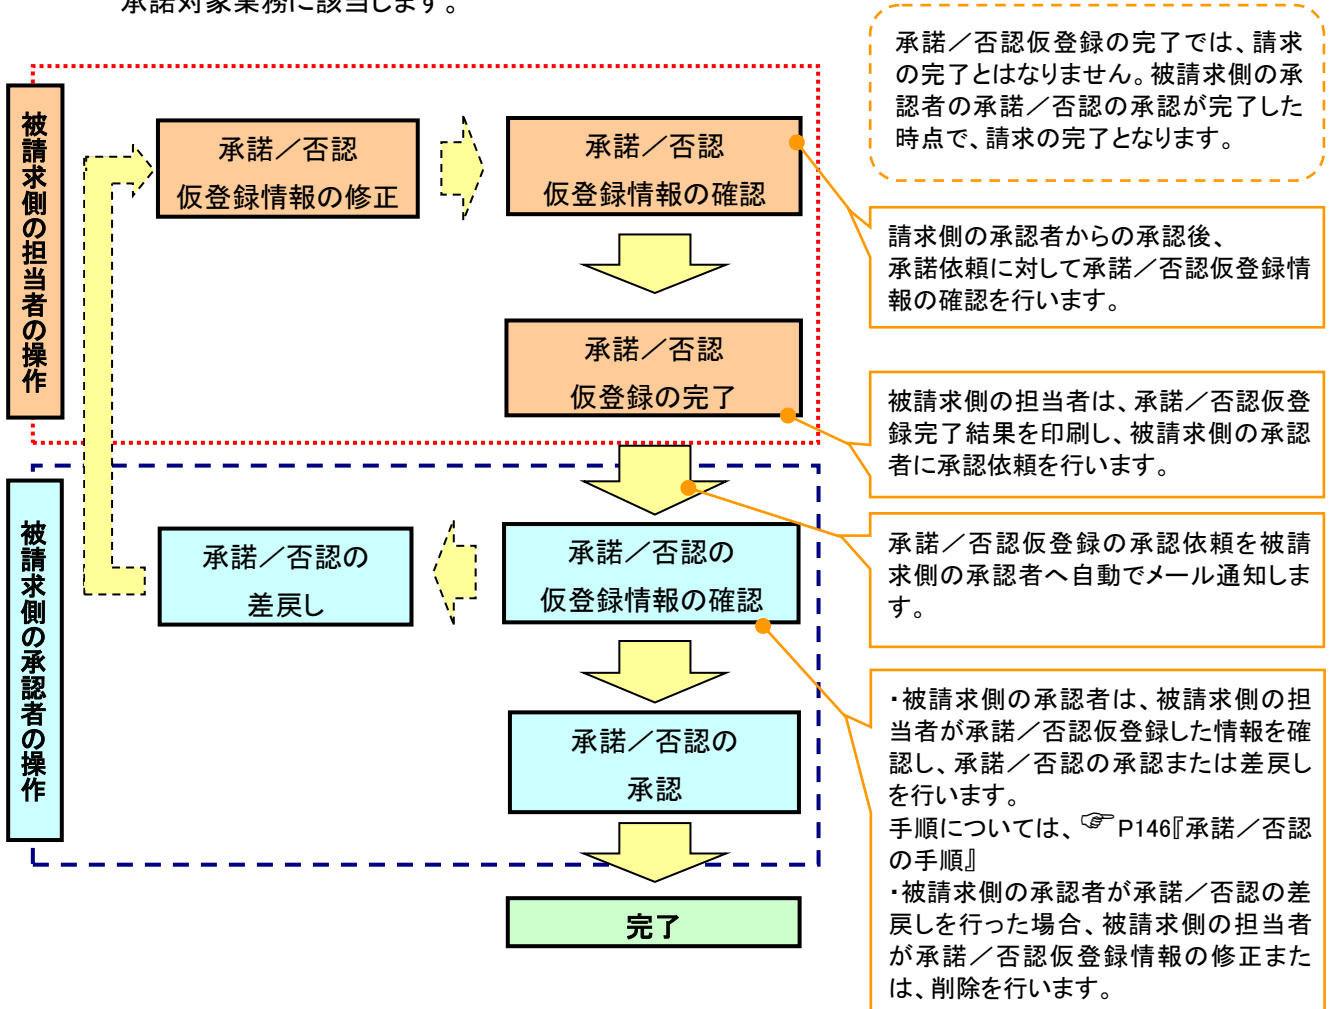 承諾対象業務に該当します。
承諾／否認仮登録の完了では、請求
の完了とはなりません。被請求側の承
認者の承諾／否認の承認が完了した
時点で、請求の完了となります。
被請求側の担当者の操作
承諾／否認
仮登録情報の修正
承諾／否認
仮登録情報の確認
請求側の承認者からの承認後、
承諾依頼に対して承諾／否認仮登録情
報の確認を行います。
承諾／否認
仮登録の完了
被請求側の担当者は、承諾／否認仮登
録完了結果を印刷し、被請求側の承認
者に承認依頼を行います。
被請求側の承認者の操作
承諾／否認の
差戻し
承諾／否認の
仮登録情報の確認
承諾／否認仮登録の承認依頼を被請
求側の承認者へ自動でメール通知しま
す。
承諾／否認の
承認
・被請求側の承認者は、被請求側の担
当者が承諾／否認仮登録した情報を確
認し、承諾／否認の承認または差戻し
を行います。
手順については、☞P146『承諾／否認
の手順』
・被請求側の承認者が承諾／否認の差
戻しを行った場合、被請求側の担当者
が承諾／否認仮登録情報の修正また
は、削除を行います。
完了